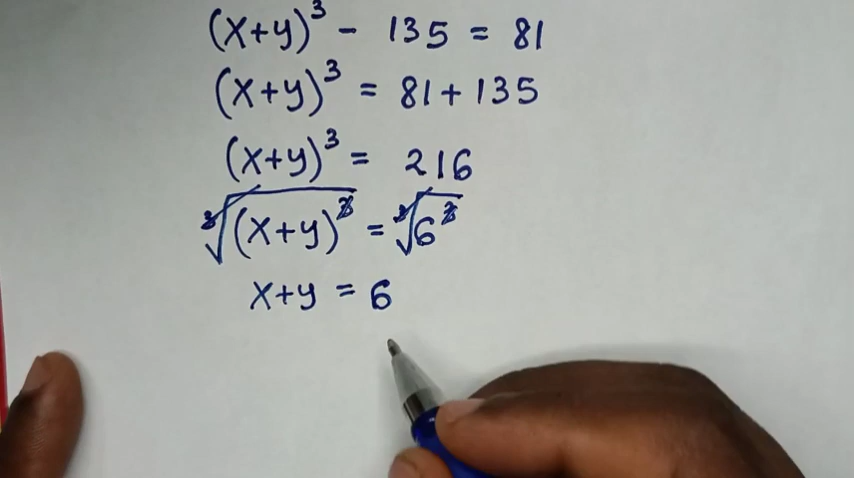 (x+y)³ - 135 = 81
(x+y)³ = 81 + 135
(x+y)³ = 216
∛(x+y)³ = ∛6³
x+y = 6